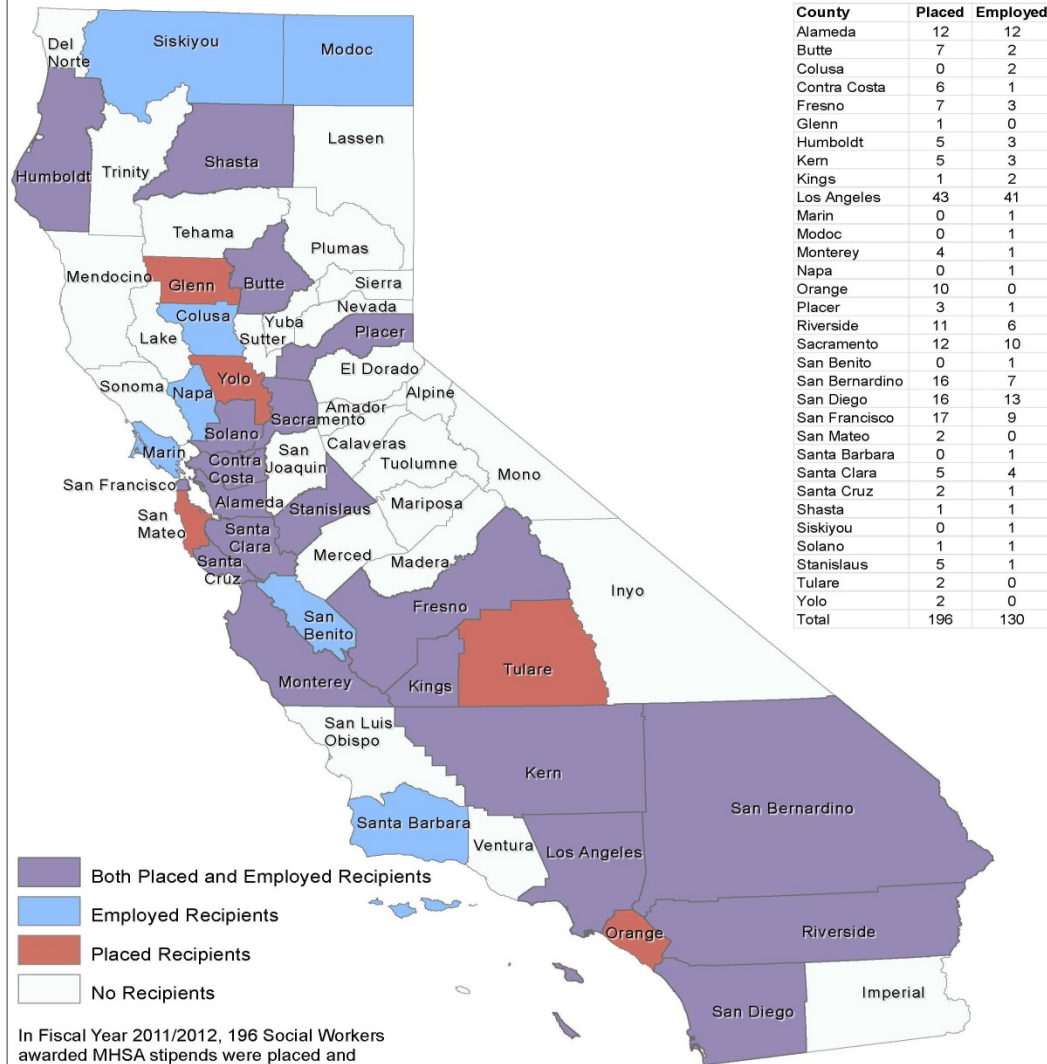 Del
Norte
Siskiyou
Modoc
Humboldt
Trinity
Shasta
Lassen
Tehama
Plumas
Mendocino
Glenn
Butte
Sierra
Nevada
Colusa
Yuba
Placer
Lake
Sutter
El Dorado
Sonoma
Napa
Yolo
Alpine
Amador
Sacramento
Solano
Marin
Calaveras
San
Joaquin
Contra
Costa
Tuolumne
Mono
San Francisco
Alameda
Stanislaus
Mariposa
San
Mateo
Santa
Clara
Merced
Madera
Santa
Cruz
Inyo
Fresno
San
Benito
Tulare
Monterey
Kings
San Luis
Obispo
Kern
San Bernardino
Santa Barbara
Ventura
Los Angeles
Orange
Riverside
San Diego
Imperial
County Placed Employed
Alameda 12 12
Butte 7 2
Colusa 0 2
Contra Costa 6 1
Fresno 7 3
Glenn 1 0
Humboldt 5 3
Kern 5 3
Kings 1 2
Los Angeles 43 41
Marin 0 1
Modoc 0 1
Monterey 4 1
Napa 0 1
Orange 10 0
Placer 3 1
Riverside 11 6
Sacramento 12 10
San Benito 0 1
San Bernardino 16 7
San Diego 16 13
San Francisco 17 9
San Mateo 2 0
Santa Barbara 0 1
Santa Clara 5 4
Santa Cruz 2 1
Shasta 1 1
Siskiyou 0 1
Solano 1 1
Stanislaus 5 1
Tulare 2 0
Yolo 2 0
Total 196 130
Both Placed and Employed Recipients
Employed Recipients
Placed Recipients
No Recipients
In Fiscal Year 2011/2012, 196 Social Workers
awarded MHSA stipends were placed and